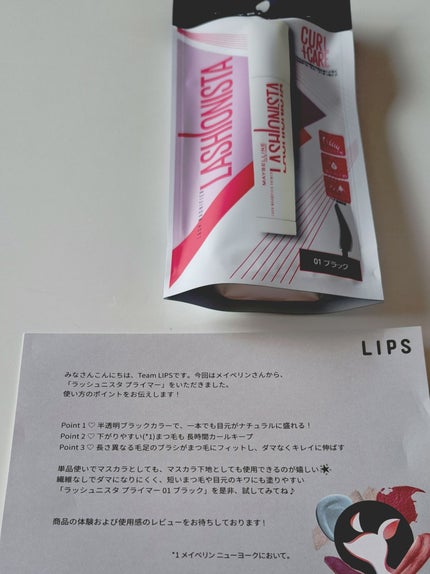 CURL
+CARE
LASHIONISTA
MAYBELLINE
LASHIONISTA
01 ブラック
LIPS
みなさんこんにちは、Team LIPSです。今回はメイベリンさんから、
「ラッシュニスタ プライマー」をいただきました。
使い方のポイントをお伝えします！
Point 1 ♡ 半透明ブラックカラーで、一本でも目元がナチュラルに盛れる！
Point 2 ♡ 下がりやすい(*1)まつ毛も 長時間カールキープ
Point 3 ♡ 長さ異なる毛足のブラシがまつ毛にフィットし、ダマなくキレイに伸ばす
単品使いでマスカラとしても、マスカラ下地としても使用できるのが嬉しい☀
繊維なしでダマになりにくく、短いまつ毛や目元のキワにも塗りやすい
「ラッシュニスタ プライマー 01 ブラック」を是非、試してみてね♪
商品の体験および使用感のレビューをお待ちしております！
*1 メイベリン ニューヨークにおいて。